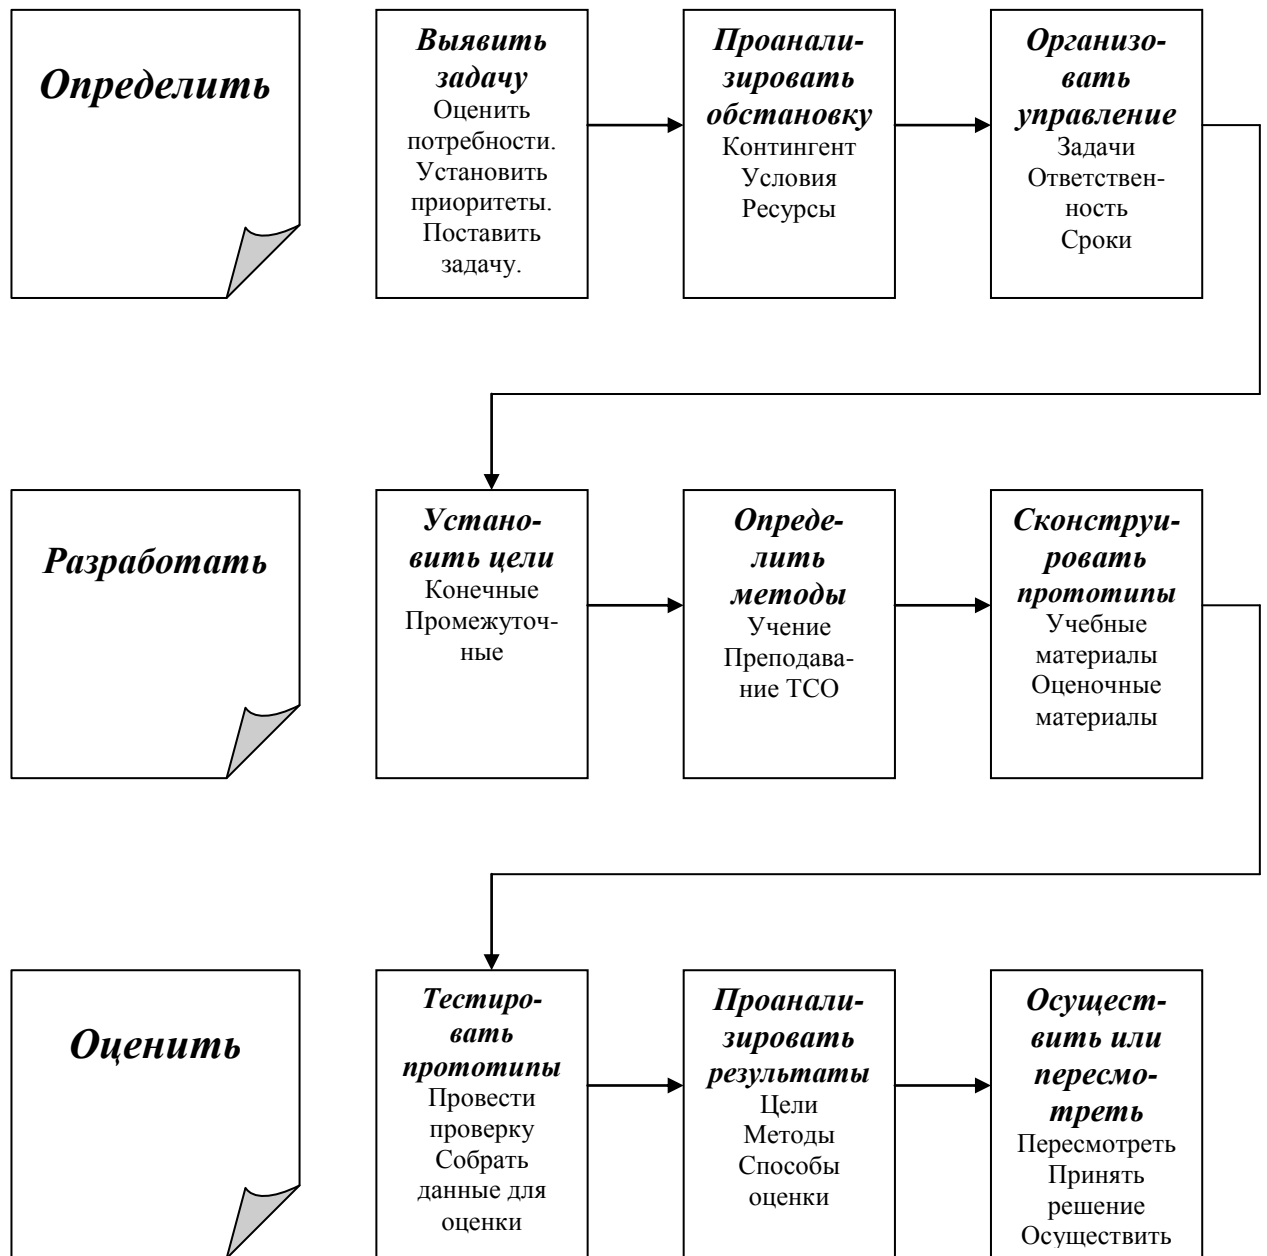 Определить
Выявить
задачу
Оценить
потребности.
Установить
приоритеты.
Поставить
задачу.
Проанали-
зировать
обстановку
Контингент
Условия
Ресурсы
Организо-
вать
управление
Задачи
Ответствен-
ность
Сроки
Разработать
Устано-
вить цели
Конечные
Промежуточ-
ные
Опреде-
лить
методы
Учение
Преподава-
ние ТСО
Сконструи-
ровать
прототипы
Учебные
материалы
Оценочные
материалы
Оценить
Тестиро-
вать
прототипы
Провести
проверку
Собрать
данные для
оценки
Проанали-
зировать
результаты
Цели
Методы
Способы
оценки
Осущест-
вить или
пересмо-
треть
Пересмотреть
Принять
решение
Осуществить